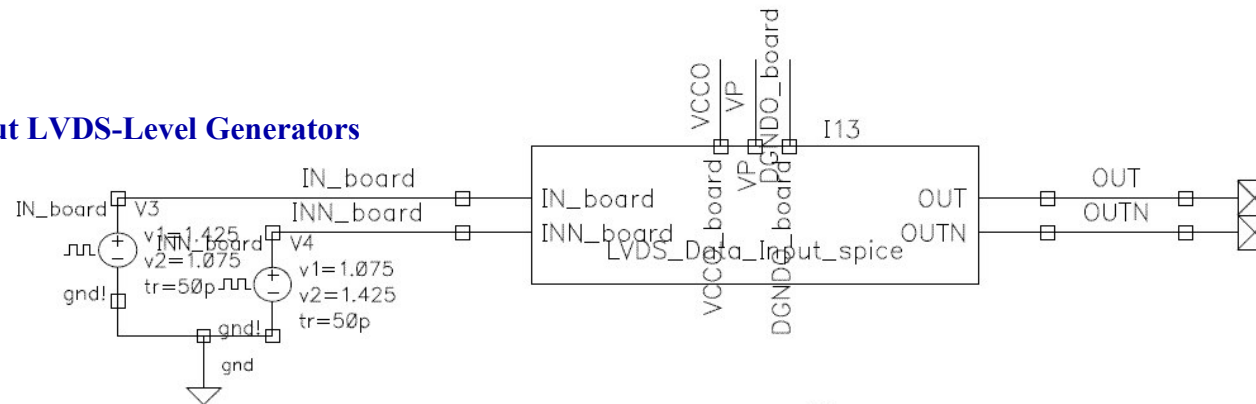 ut LVDS-Level Generators
VCCO
VP
DGNDO_board
I13
IN_board
IN_board
V3
v1=1.425
v2=1.075
tr=50p
gnd!
INN_board
INN_board
V4
v1=1.075
v2=1.425
tr=50p
gnd!
gnd
IN_board
INN_board
VCCO_board
VP
DGNDO_board
LVDS_Data_Input_spice
OUT
OUTN
OUT
OUTN